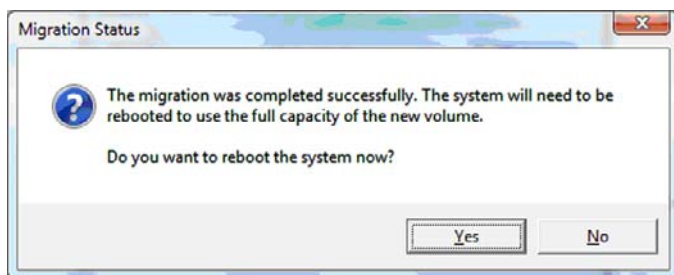 Migration Status
The migration was completed successfully. The system will need to be
rebooted to use the full capacity of the new volume.
Do you want to reboot the system now?
Yes
No